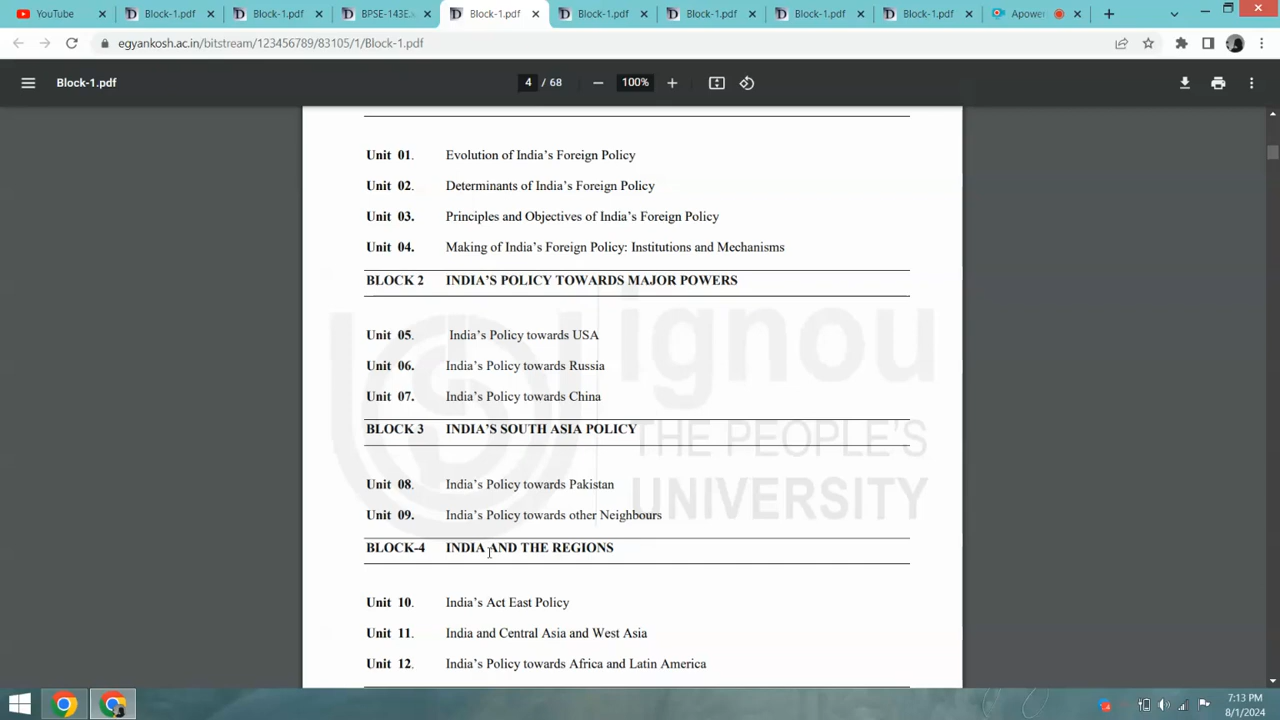 YouTube
Block-1.pdf
Block-1.pdf
BPSE-143E.
Block-1.pdf
Block-1.pdf
Block-1.pdf
Block-1.pdf
Block-1.pdf
Apower
egyankosh.ac.in/bitstream/123456789/83105/1/Block-1.pdf
Block-1.pdf
4 / 68
100%
Unit 01. Evolution of India's Foreign Policy
Unit 02. Determinants of India's Foreign Policy
Unit 03. Principles and Objectives of India's Foreign Policy
Unit 04. Making of India's Foreign Policy: Institutions and Mechanisms
BLOCK 2 INDIA'S POLICY TOWARDS MAJOR POWERS
Unit 05. India's Policy towards USA
Unit 06. India's Policy towards Russia
Unit 07. India's Policy towards China
BLOCK 3 INDIA'S SOUTH ASIA POLICY
Unit 08. India's Policy towards Pakistan
Unit 09. India's Policy towards other Neighbours
BLOCK-4 INDIA AND THE REGIONS
Unit 10. India's Act East Policy
Unit 11. India and Central Asia and West Asia
Unit 12. India's Policy towards Africa and Latin America
ignou
THE PEOPLE'S
UNIVERSITY
7:13 PM
8/1/2024